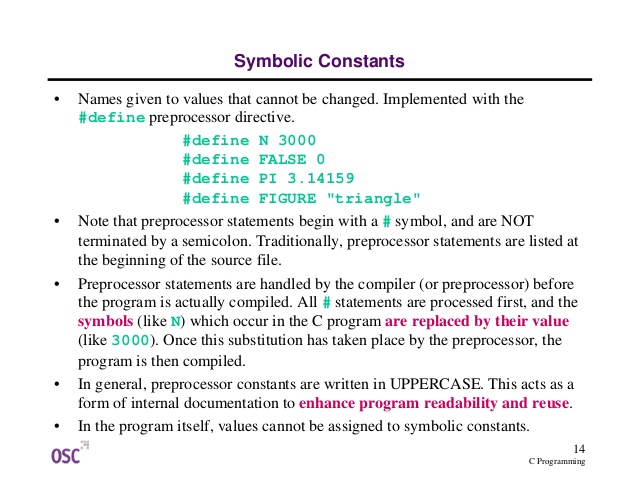 Symbolic Constants
• Names given to values that cannot be changed. Implemented with the
#define preprocessor directive.
#define N 3000
#define FALSE 0
#define PI 3.14159
#define FIGURE "triangle"
• Note that preprocessor statements begin with a # symbol, and are NOT
terminated by a semicolon. Traditionally, preprocessor statements are listed at
the beginning of the source file.
• Preprocessor statements are handled by the compiler (or preprocessor) before
the program is actually compiled. All # statements are processed first, and the
symbols (like N) which occur in the C program are replaced by their value
(like 3000). Once this substitution has taken place by the preprocessor, the
program is then compiled.
• In general, preprocessor constants are written in UPPERCASE. This acts as a
form of internal documentation to enhance program readability and reuse.
• In the program itself, values cannot be assigned to symbolic constants.
OSC
14
C Programming